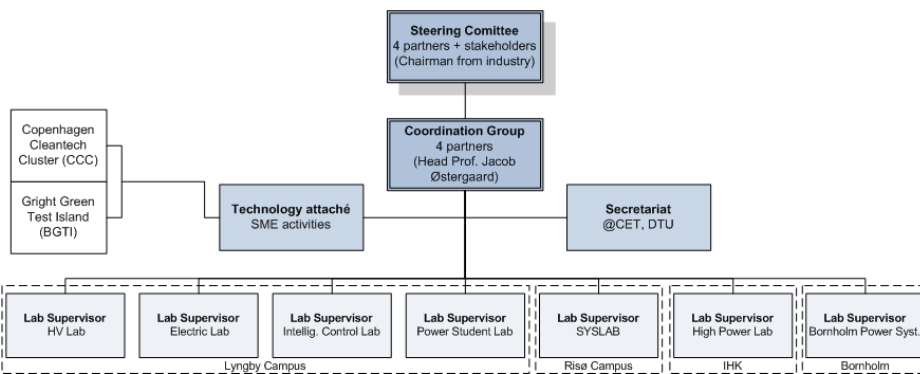 Steering Comittee
4 partners + stakeholders
(Chairman from industry)
Copenhagen
Cleantech
Cluster (CCC)
Gright Green
Test Island
(BGTI)
Coordination Group
4 partners
(Head Prof. Jacob
Østergaard)
Technology attaché
SME activities
Secretariat
@CET, DTU
Lab Supervisor
HV Lab
Lab Supervisor
Electric Lab
Lab Supervisor
Intellig. Control Lab
Lab Supervisor
Power Student Lab
Lab Supervisor
SYSLAB
Lab Supervisor
High Power Lab
Lab Supervisor
Bornholm Power Syst.
Lyngby Campus
Risø Campus
IHK
Bornholm